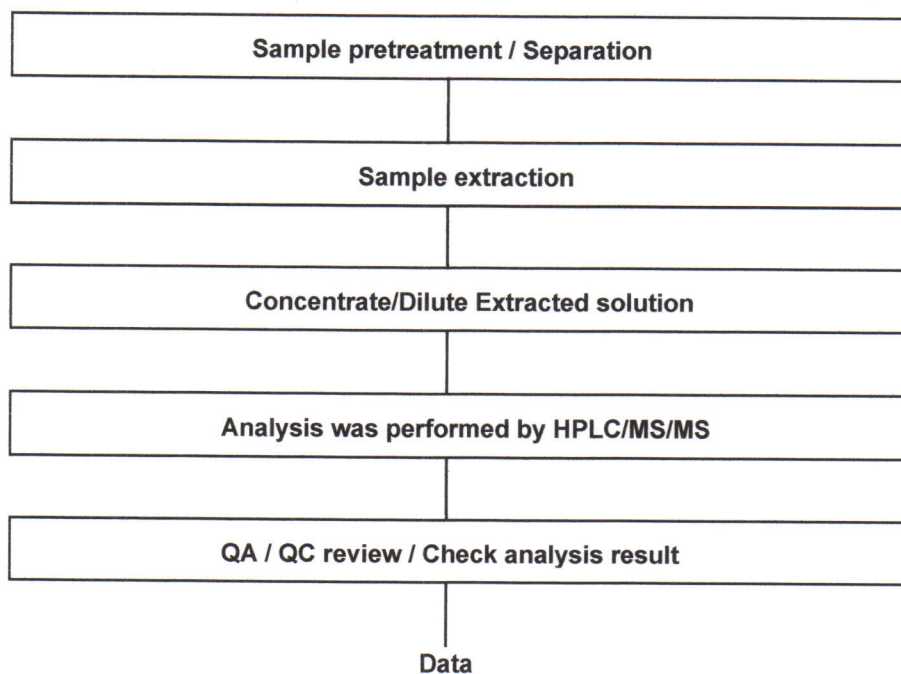 Sample pretreatment / Separation
Sample extraction
Concentrate/Dilute Extracted solution
Analysis was performed by HPLC/MS/MS
QA / QC review / Check analysis result
Data